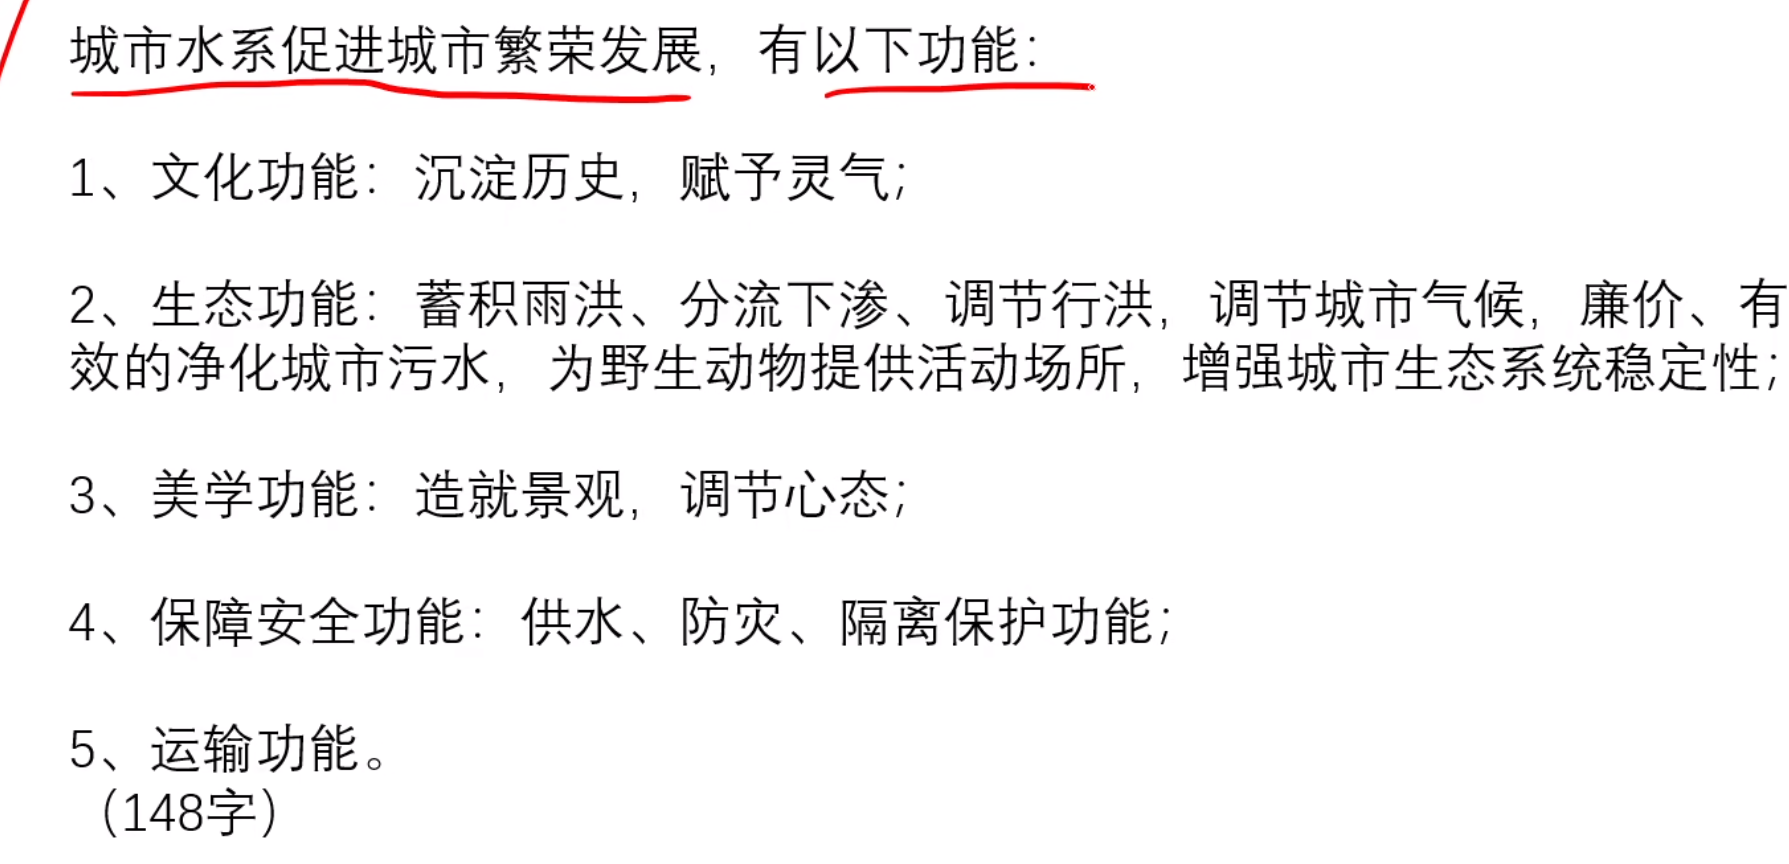 城市水系促进城市繁荣发展，有以下功能：
1、文化功能：沉淀历史，赋予灵气；
2、生态功能：蓄积雨洪、分流下渗、调节行洪，调节城市气候，廉价、有
效的净化城市污水，为野生动物提供活动场所，增强城市生态系统稳定性；
3、美学功能：造就景观，调节心态；
4、保障安全功能：供水、防灾、隔离保护功能；
5、运输功能。
（148字）